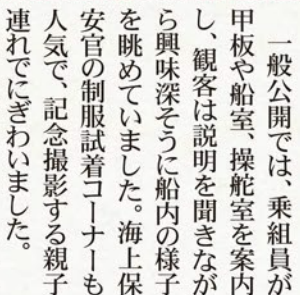 一般公開では、乗組員が
甲板や船室、操舵室を案内
し、観客は説明を聞きなが
ら興味深そうに船内の様子
を眺めていました。海上保
安官の制服試着コーナーも
人気で、記念撮影する親子
連れでにぎわいました。